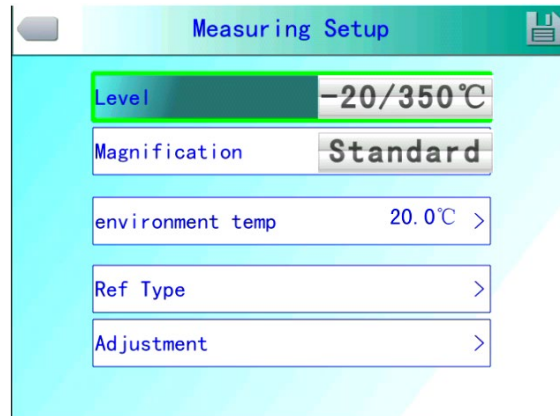 Measuring Setup
Level -20/350℃
Magnification Standard
environment temp 20.0℃ >
Ref Type >
Adjustment >